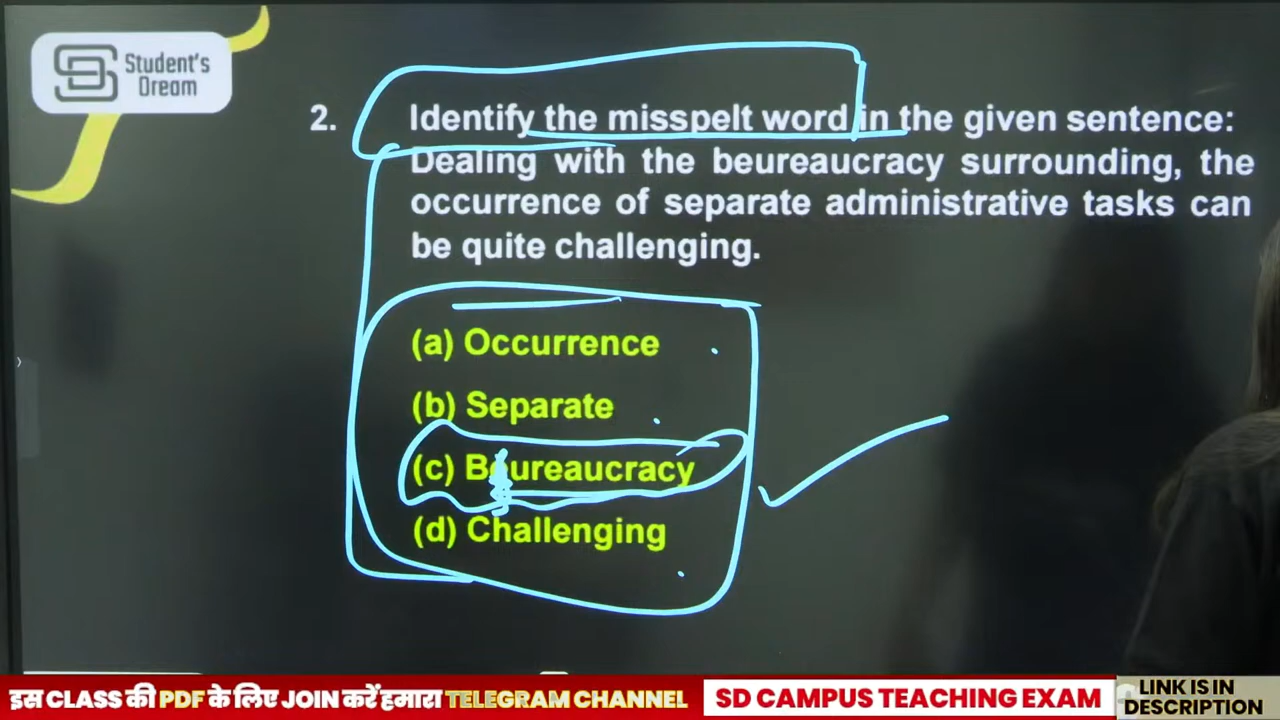 Student's
Dream
2. Identify the misspelt word in the given sentence:
Dealing with the beureaucracy surrounding, the
occurrence of separate administrative tasks can
be quite challenging.
(a) Occurrence
(b) Separate
(c) Beureaucracy
(d) Challenging
इस CLASS की PDF के लिए JOIN करें हमारा TELEGRAM CHANNEL
SD CAMPUS TEACHING EXAM
LINK IS IN
DESCRIPTION